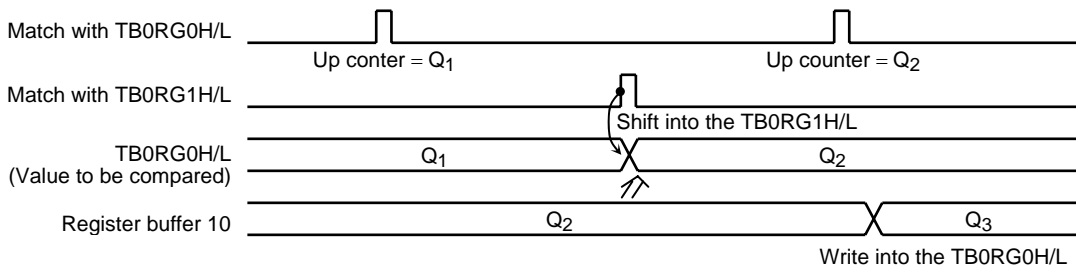 Match with TB0RG0H/L
Up conter = Q1
Up counter = Q2
Match with TB0RG1H/L
Shift into the TB0RG1H/L
TB0RG0H/L
(Value to be compared)
Q1
Q2
Register buffer 10
Q2
Q3
Write into the TB0RG0H/L